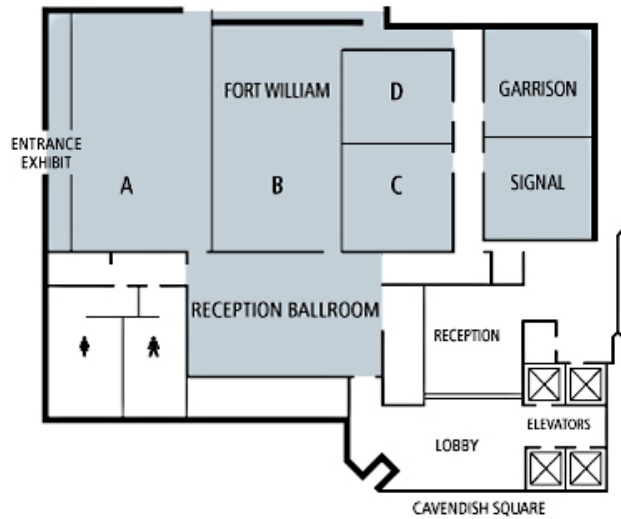 FORT WILLIAM
D
GARRISON
ENTRANCE
EXHIBIT
A
B
C
SIGNAL
RECEPTION BALLROOM
RECEPTION
ELEVATORS
LOBBY
CAVENDISH SQUARE